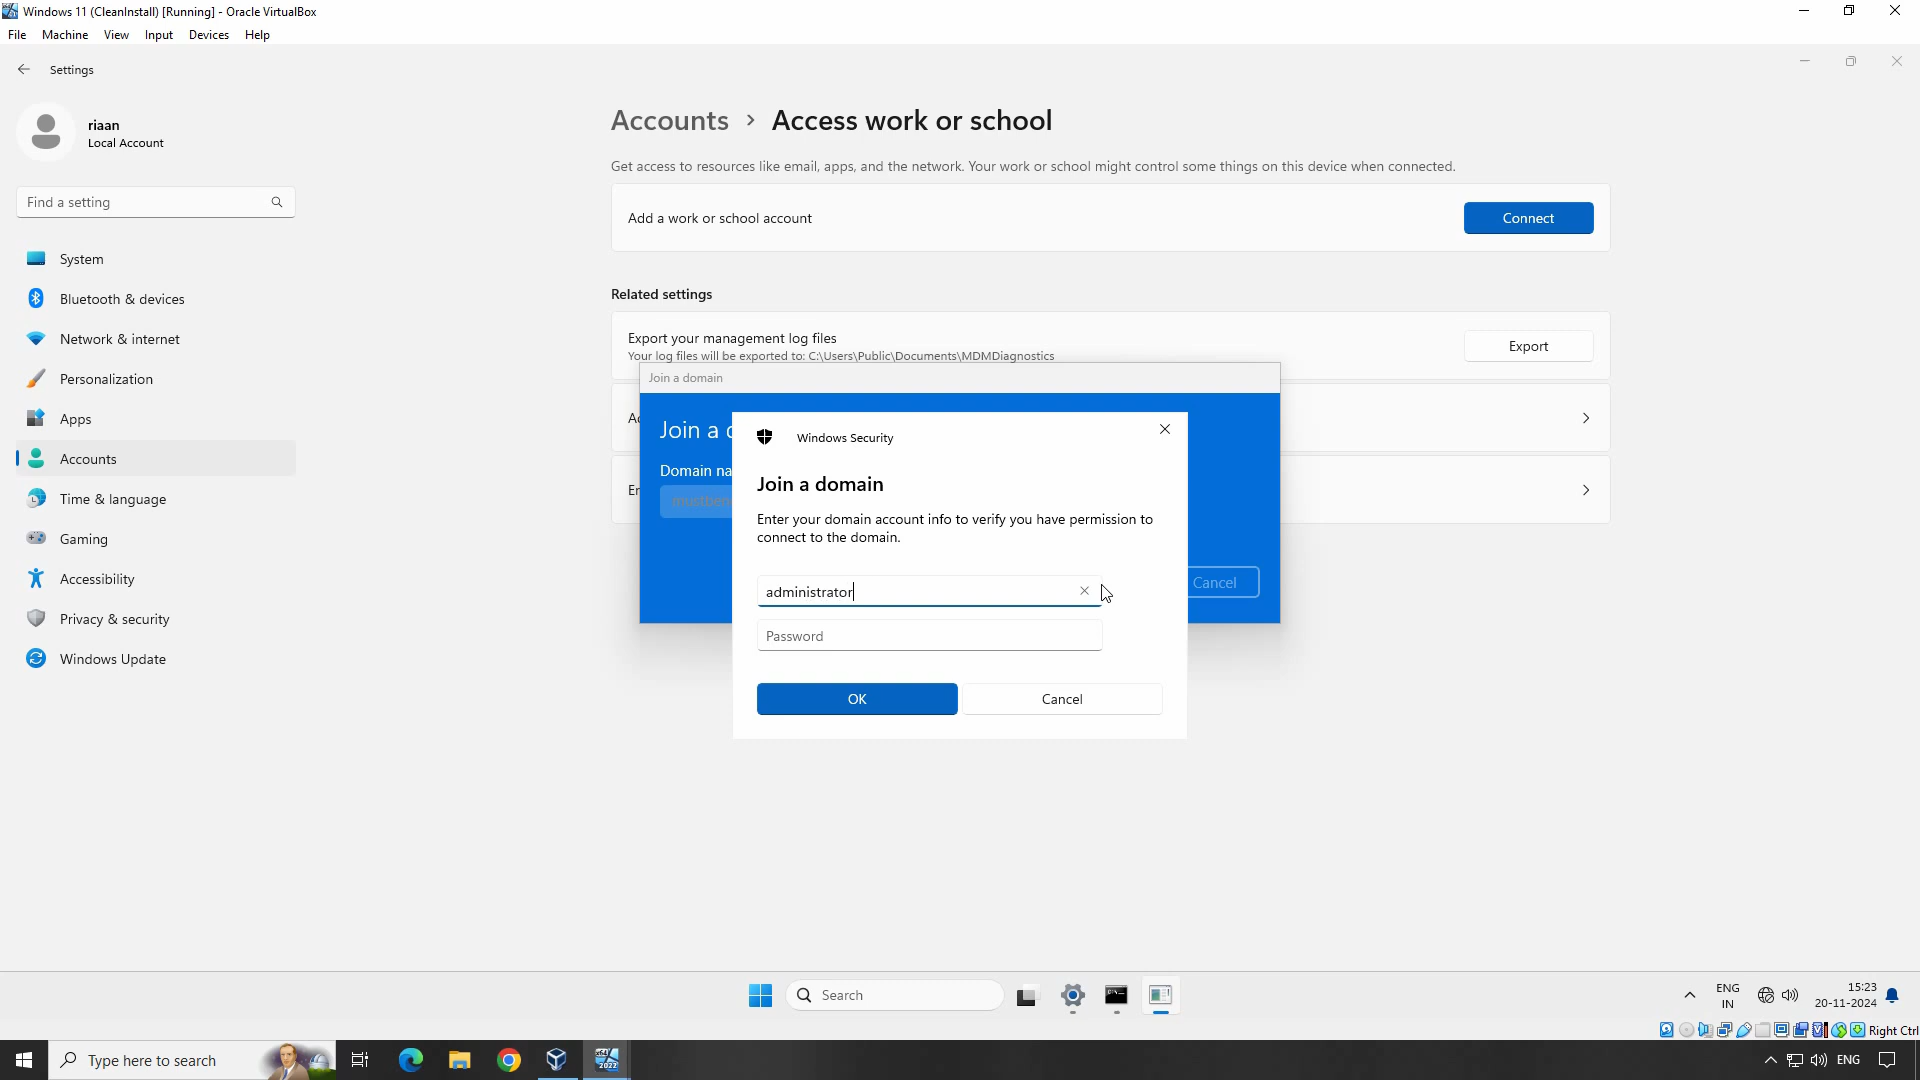 Windows 11 (CleanInstall) [Running] - Oracle VirtualBox
File Machine View Input Devices Help
Settings
riaan
Local Account
Find a setting
System
Bluetooth & devices
Network & internet
Personalization
Apps
Accounts
Time & language
Gaming
Accessibility
Privacy & security
Windows Update
Accounts > Access work or school
Get access to resources like email, apps, and the network. Your work or school might control some things on this device when connected.
Add a work or school account
Connect
Related settings
Export your management log files
Your log files will be exported to: C:\Users\Public\Documents\MDMDiagnostics
Export
Join a domain
Join a
Domain na
Cancel
Windows Security
Join a domain
Enter your domain account info to verify you have permission to
connect to the domain.
administrator
Password
OK
Cancel
Search
ENG
IN
15:23
20-11-2024
Right Ctrl
Type here to search
x64
2022
ENG